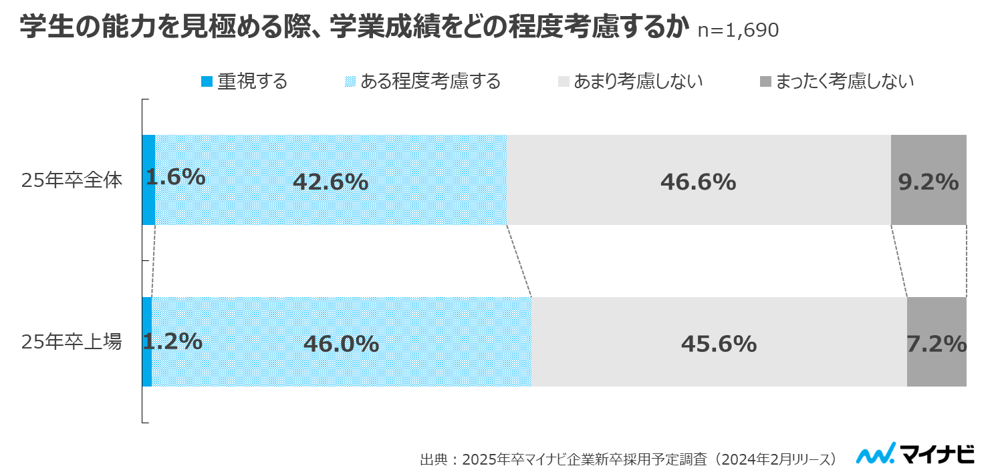 学生の能力を見極める際、学業成績をどの程度考慮するか n=1,690
重視する ある程度考慮する あまり考慮しない まったく考慮しない
25年卒全体 1.6% 42.6% 46.6% 9.2%
25年卒上場 1.2% 46.0% 45.6% 7.2%
出典：2025年卒マイナビ企業新卒採用予定調査（2024年2月リリース） マイナビ